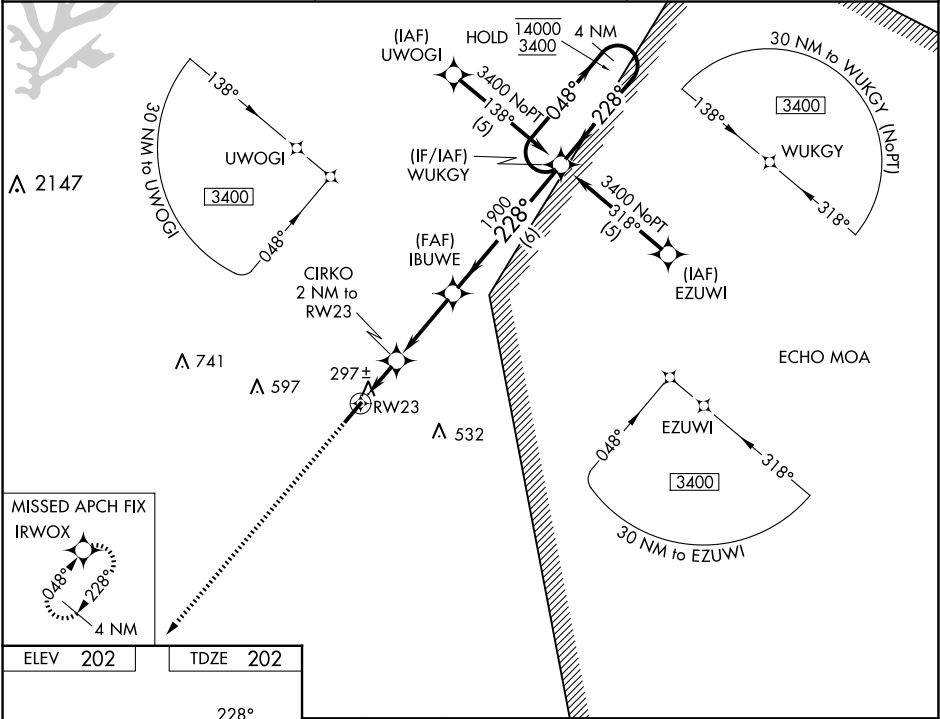 (IAF)
UWOGI
HOLD
14000
3400
4 NM
3400 NoPT
138°
(5)
048°
228°
(IF/IAF)
WUKGY
138°
UWOGI
30 NM to UWOGI
3400
048°
2147
30 NM to WUKGY (NoPT)
3400
138°
WUKGY
318°
3400 NoPT
318°
(5)
(IAF)
EZUWI
1900
228°
(6)
(FAF)
IBUWE
CIRKO
2 NM to
RW23
741
597
297±
RW23
532
ECHO MOA
EZUWI
048°
318°
3400
30 NM to EZUWI
MISSED APCH FIX
IRWOX
048°
228°
4 NM
ELEV 202
TDZE 202
228°